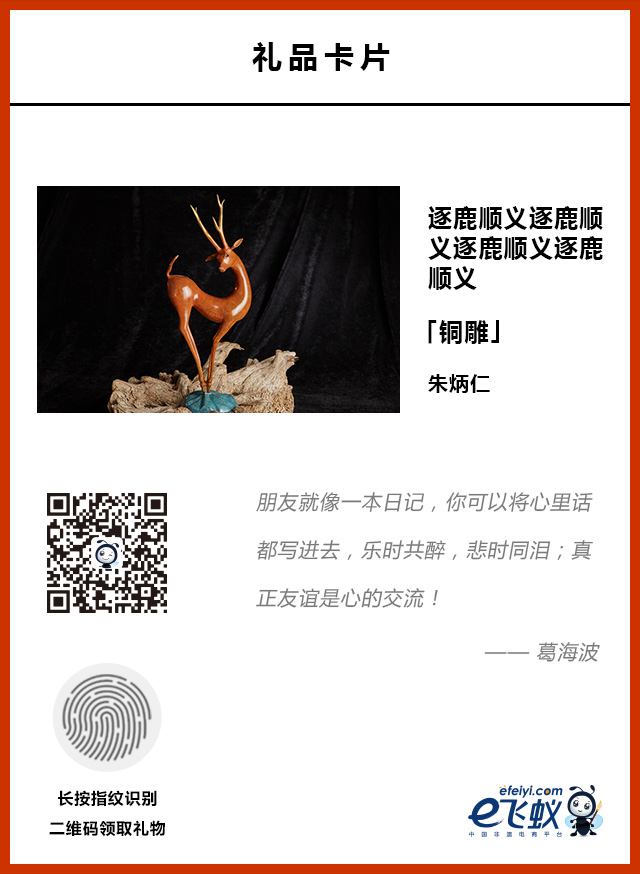 礼品卡片
逐鹿顺义逐鹿顺
义逐鹿顺义逐鹿
顺义
「铜雕」
朱炳仁
朋友就像一本日记，你可以将心里话
都写进去，乐时共醉，悲时同泪；真
正友谊是心的交流！
—— 葛海波
长按指纹识别
二维码领取礼物
efeiyi.com
e飞蚁
中国非遗电商平台